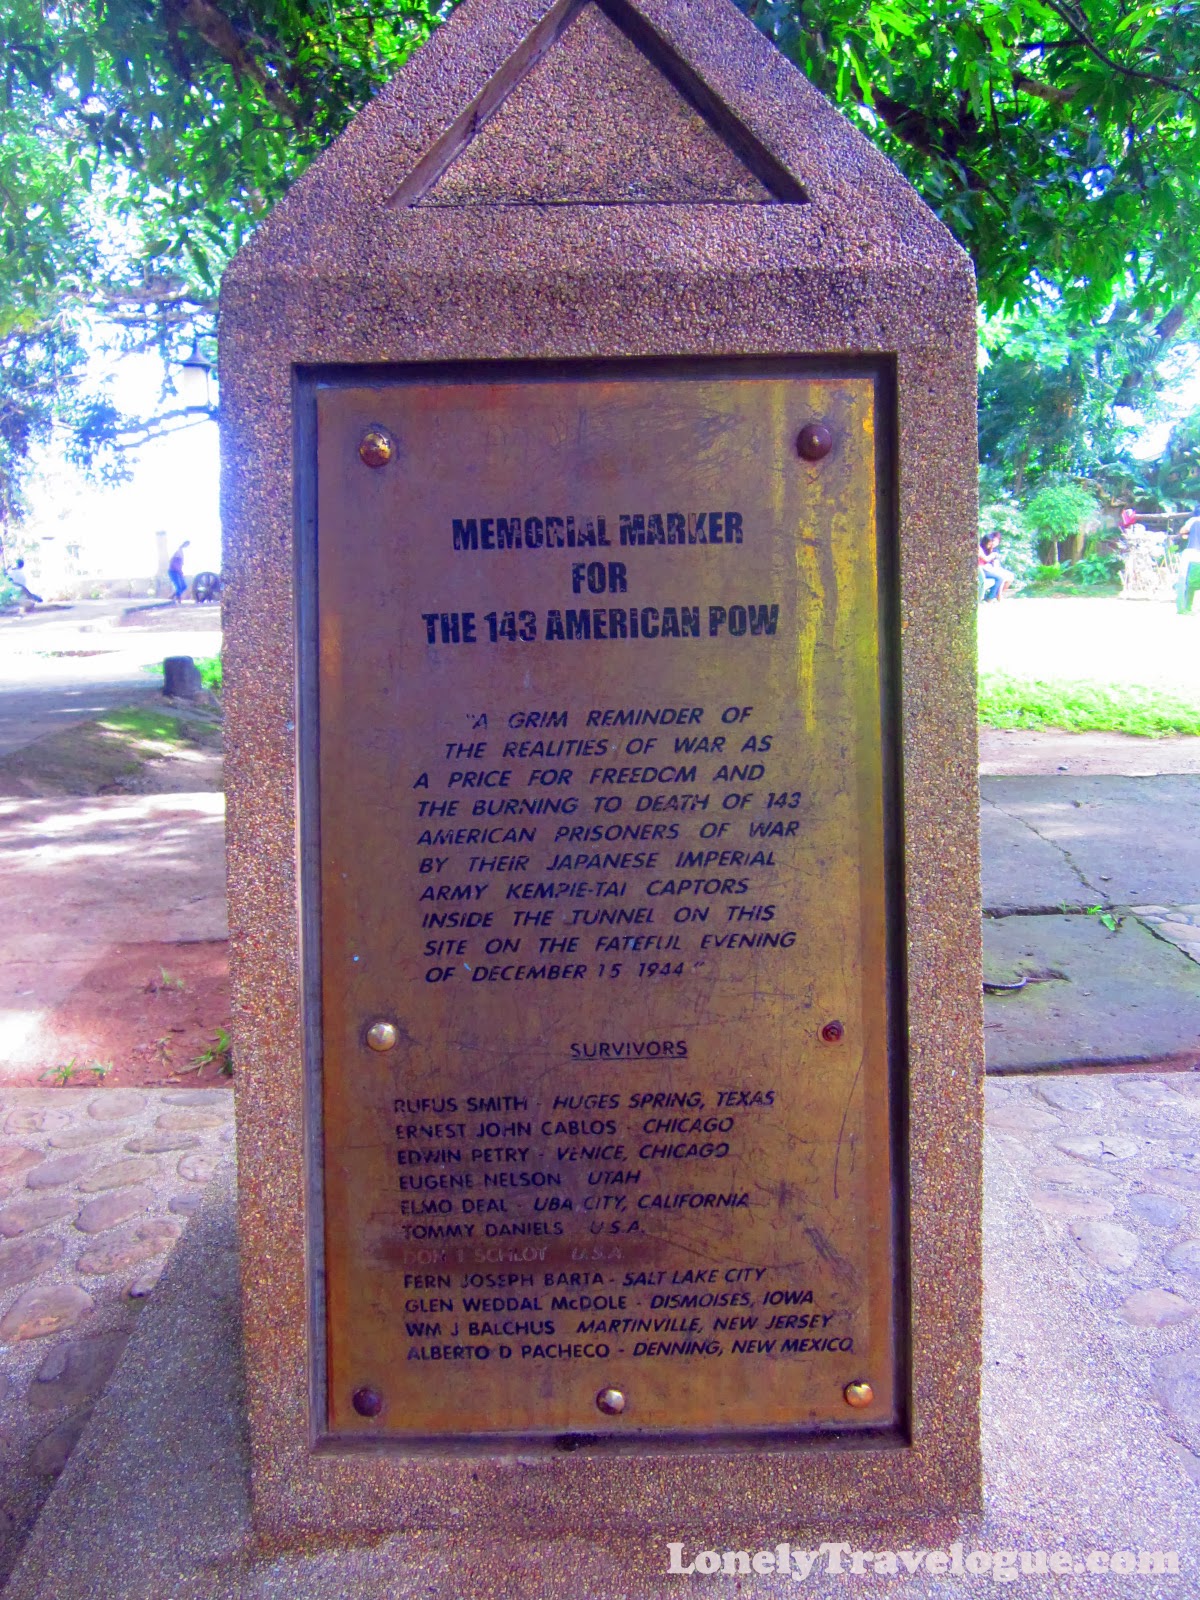 MEMORIAL MARKER
FOR
THE 143 AMERICAN POW
"A GRIM REMINDER OF
THE REALITIES OF WAR AS
A PRICE FOR FREEDOM AND
THE BURNING TO DEATH OF 143
AMERICAN PRISONERS OF WAR
BY THEIR JAPANESE IMPERIAL
ARMY KEMPIE-TAI CAPTORS
INSIDE THE TUNNEL ON THIS
SITE ON THE FATEFUL EVENING
OF DECEMBER 15 1944"
SURVIVORS
RUFUS SMITH - HUGES SPRING, TEXAS
ERNEST JOHN CABLOS - CHICAGO
EDWIN PETRY - VENICE, CHICAGO
EUGENE NELSON UTAH
ELMO DEAL - UBA CITY, CALIFORNIA
TOMMY DANIELS U.S.A.
SCHLOT U.S.A.
FERN JOSEPH BARTA - SALT LAKE CITY
GLEN WEDDAL McDOLE - DISMOISES, IOWA
WM J BALCHUS MARTINVILLE, NEW JERSEY
ALBERTO D PACHECO - DENNING, NEW MEXICO
LonelyTravelogue.com